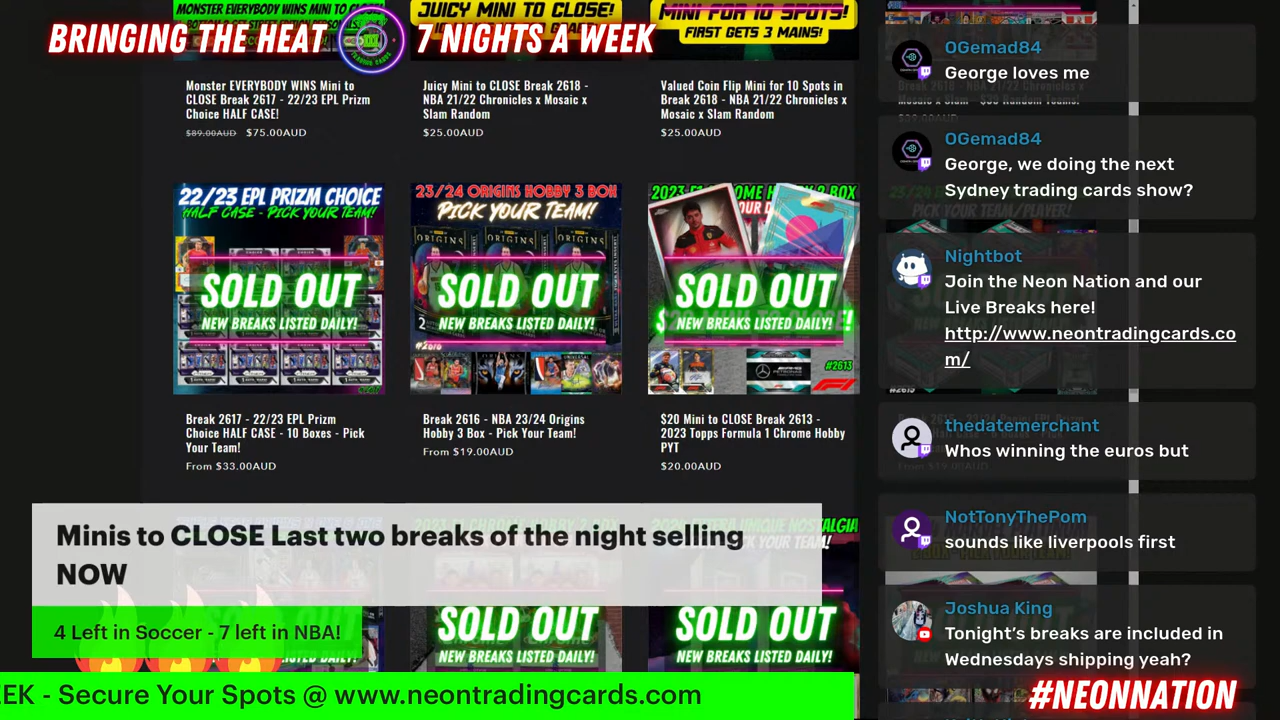 MONSTER EVERYBODY WINS MINI TO CLOSE!
JUICY MINI TO CLOSE!
MINI FOR 10 SPOTS!
FIRST GETS 3 MAINS!
BRINGING THE HEAT
7 NIGHTS A WEEK
Monster EVERYBODY WINS Mini to
CLOSE Break 2617 - 22/23 EPL Prizm
Choice HALF CASE!
$89.00AUD $75.00AUD
Juicy Mini to CLOSE Break 2618 -
NBA 21/22 Chronicles x Mosaic x
Slam Random
$25.00AUD
Valued Coin Flip Mini for 10 Spots in
Break 2618 - NBA 21/22 Chronicles x
Mosaic x Slam Random
$25.00AUD
22/23 EPL PRIZM CHOICE
HALF CASE - PICK YOUR TEAM!
SOLD OUT
NEW BREAKS LISTED DAILY!
23/24 ORIGINS HOBBY 3 BOX
PICK YOUR TEAM!
ORIGINS
SOLD OUT
NEW BREAKS LISTED DAILY!
#2616
SOLD OUT
NEW BREAKS LISTED DAILY!
#2613
Break 2617 - 22/23 EPL Prizm
Choice HALF CASE - 10 Boxes - Pick
Your Team!
From $33.00AUD
Break 2616 - NBA 23/24 Origins
Hobby 3 Box - Pick Your Team!
From $19.00AUD
$20 Mini to CLOSE Break 2613 -
2023 Topps Formula 1 Chrome Hobby
PYT
$20.00AUD
Minis to CLOSE Last two breaks of the night selling
NOW
4 Left in Soccer - 7 left in NBA!
SOLD OUT
NEW BREAKS LISTED DAILY!
SOLD OUT
NEW BREAKS LISTED DAILY!
EEK - Secure Your Spots @ www.neontradingcards.com
OGemad84
George loves me
OGemad84
George, we doing the next
Sydney trading cards show?
Nightbot
Join the Neon Nation and our
Live Breaks here!
http://www.neontradingcards.co
m/
thedatemerchant
Whos winning the euros but
NotTonyThePom
sounds like liverpools first
Joshua King
Tonight’s breaks are included in
Wednesdays shipping yeah?
#NEONNATION